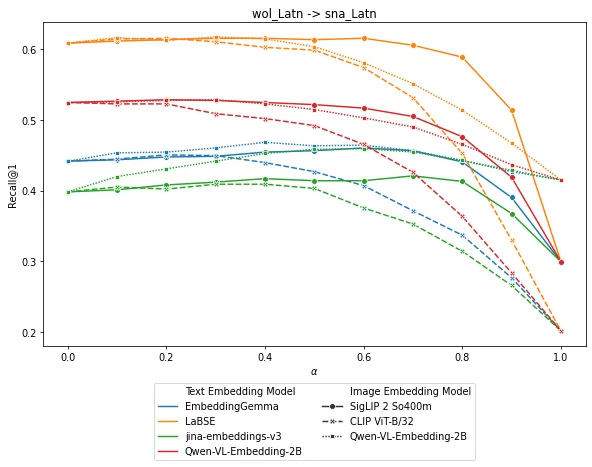 wol_Latn -> sna_Latn
0.6
0.5
0.4
0.3
0.2
Recall@1
0.0 0.2 0.4 0.6 0.8 1.0
α
Text Embedding Model Image Embedding Model
EmbeddingGemma SigLIP 2 So400m
LaBSE CLIP ViT-B/32
jina-embeddings-v3 Qwen-VL-Embedding-2B
Qwen-VL-Embedding-2B